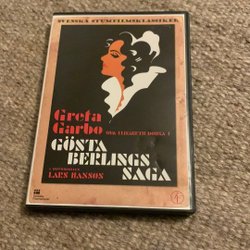 SVENSKA STUMFILMSKLASSIKER
Greta
Garbo
GÖSTA
BERLINGS
SAGA
LARS HANSON